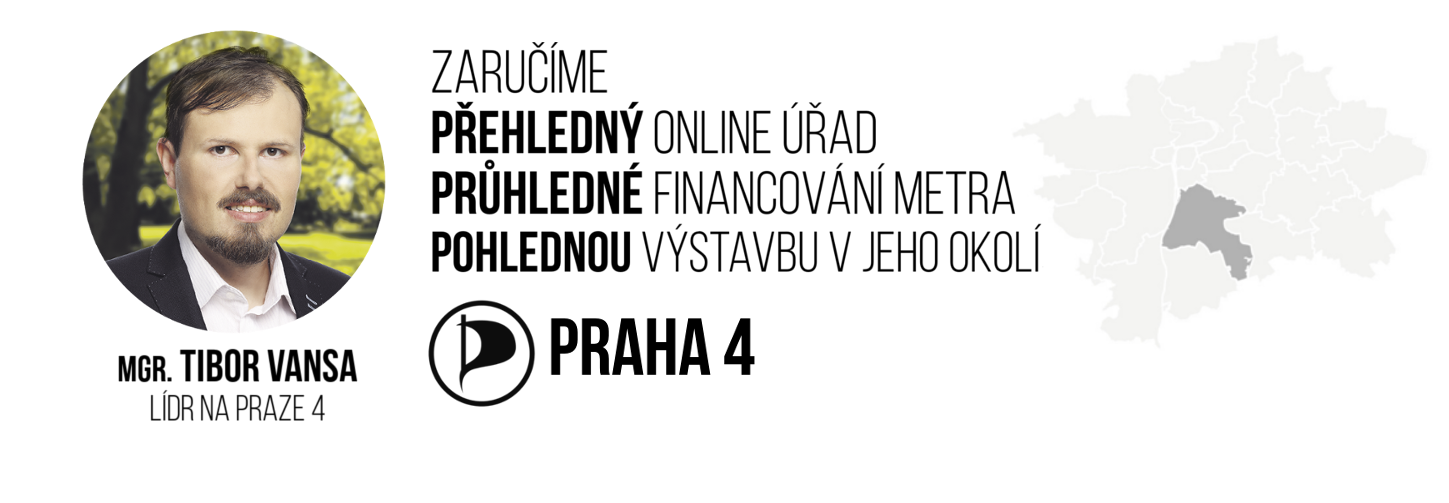 ZARUČÍME
PŘEHLEDNÝ ONLINE ÚŘAD
PRŮHLEDNÉ FINANCOVÁNÍ METRA
POHLEDNOU VÝSTAVBU V JEHO OKOLÍ
PRAHA 4
MGR. TIBOR VANSA
LÍDR NA PRAZE 4